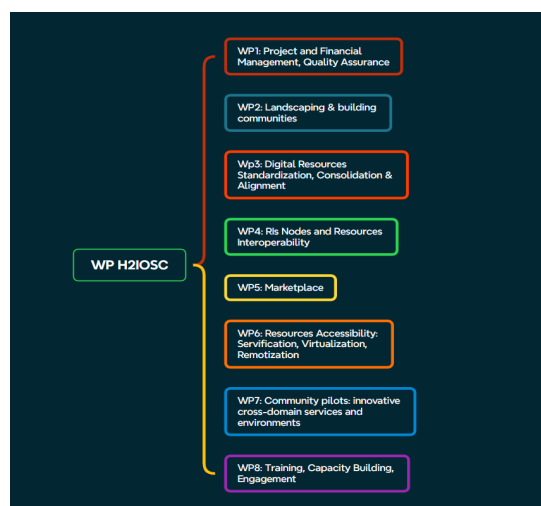 WP1: Project and Financial
Management, Quality Assurance
WP2: Landscaping & building
communities
Wp3: Digital Resources
Standardization, Consolidation &
Alignment
WP4: RIs Nodes and Resources
Interoperability
WP H2IOSC
WP5: Marketplace
WP6: Resources Accessibility:
Servification, Virtualization,
Remotization
WP7: Community pilots: innovative
cross-domain services and
environments
WP8: Training, Capacity Building,
Engagement